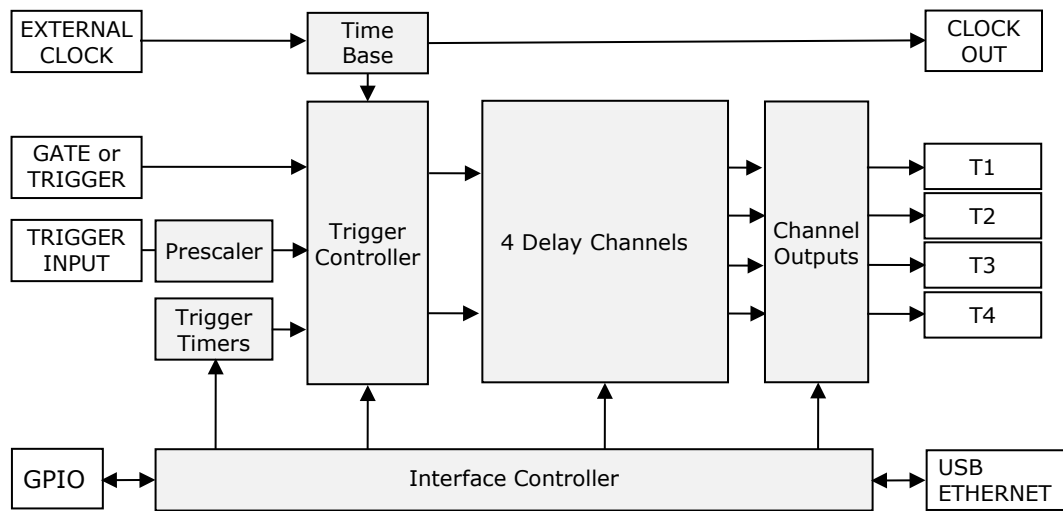 EXTERNAL
CLOCK
Time
Base
CLOCK
OUT
GATE or
TRIGGER
TRIGGER
INPUT
Prescaler
Trigger
Timers
Trigger
Controller
4 Delay Channels
Channel
Outputs
T1
T2
T3
T4
GPIO
Interface Controller
USB
ETHERNET